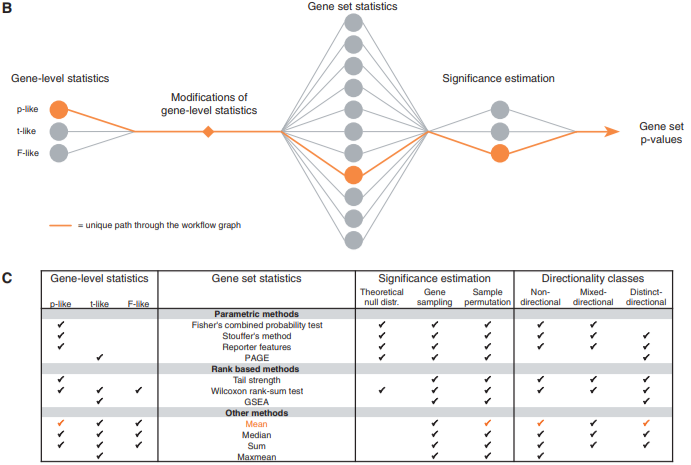 B
Gene set statistics
Gene-level statistics
Significance estimation
Modifications of
gene-level statistics
p-like
t-like
F-like
Gene set
p-values
= unique path through the workflow graph
C
Gene-level statistics Gene set statistics Significance estimation Directionality classes
p-like t-like F-like Theoretical null distr. Gene sampling Sample permutation Non-directional Mixed-directional Distinct-directional
Parametric methods
✔ Fisher's combined probability test ✔ ✔ ✔ ✔ ✔
✔ Stouffer's method ✔ ✔ ✔ ✔ ✔ ✔
✔ Reporter features ✔ ✔ ✔ ✔ ✔ ✔
✔ PAGE ✔ ✔ ✔ ✔
Rank based methods
✔ Tail strength ✔ ✔ ✔ ✔ ✔
✔ ✔ ✔ Wilcoxon rank-sum test ✔ ✔ ✔ ✔ ✔ ✔
✔ GSEA ✔ ✔ ✔
Other methods
✔ ✔ ✔ Mean ✔ ✔ ✔ ✔ ✔
✔ ✔ ✔ Median ✔ ✔ ✔ ✔ ✔
✔ ✔ ✔ Sum ✔ ✔ ✔ ✔ ✔
✔ Maxmean ✔ ✔ ✔